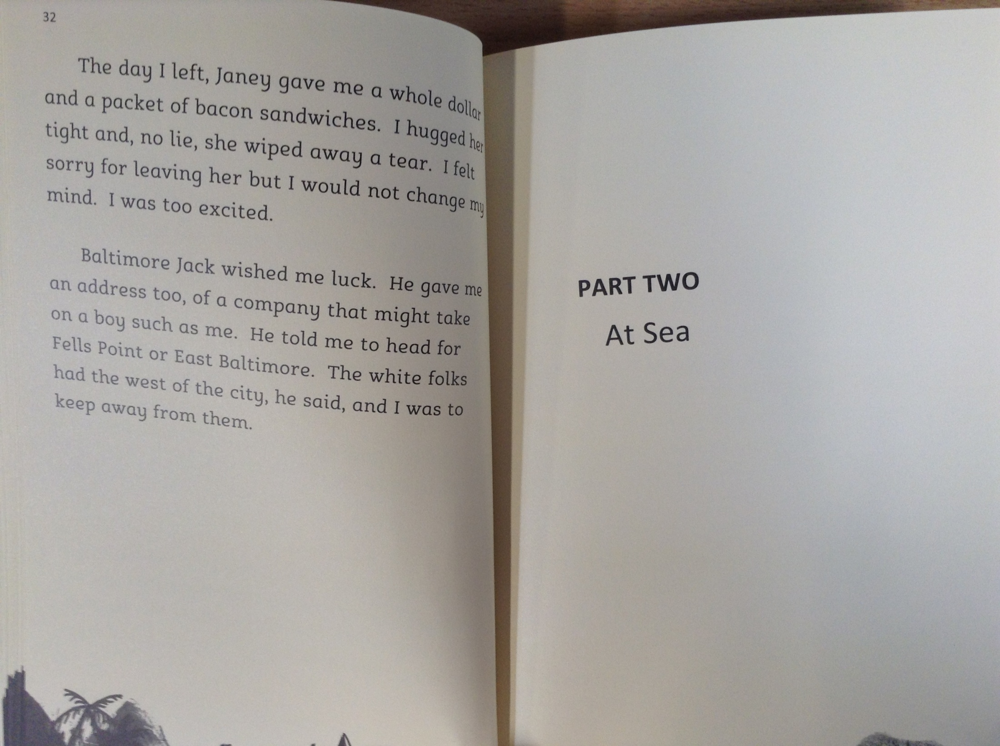 32
The day I left, Janey gave me a whole dollar
and a packet of bacon sandwiches. I hugged her
tight and, no lie, she wiped away a tear. I felt
sorry for leaving her but I would not change my
mind. I was too excited.
Baltimore Jack wished me luck. He gave me
an address too, of a company that might take
on a boy such as me. He told me to head for
Fells Point or East Baltimore. The white folks
had the west of the city, he said, and I was to
keep away from them.
PART TWO
At Sea